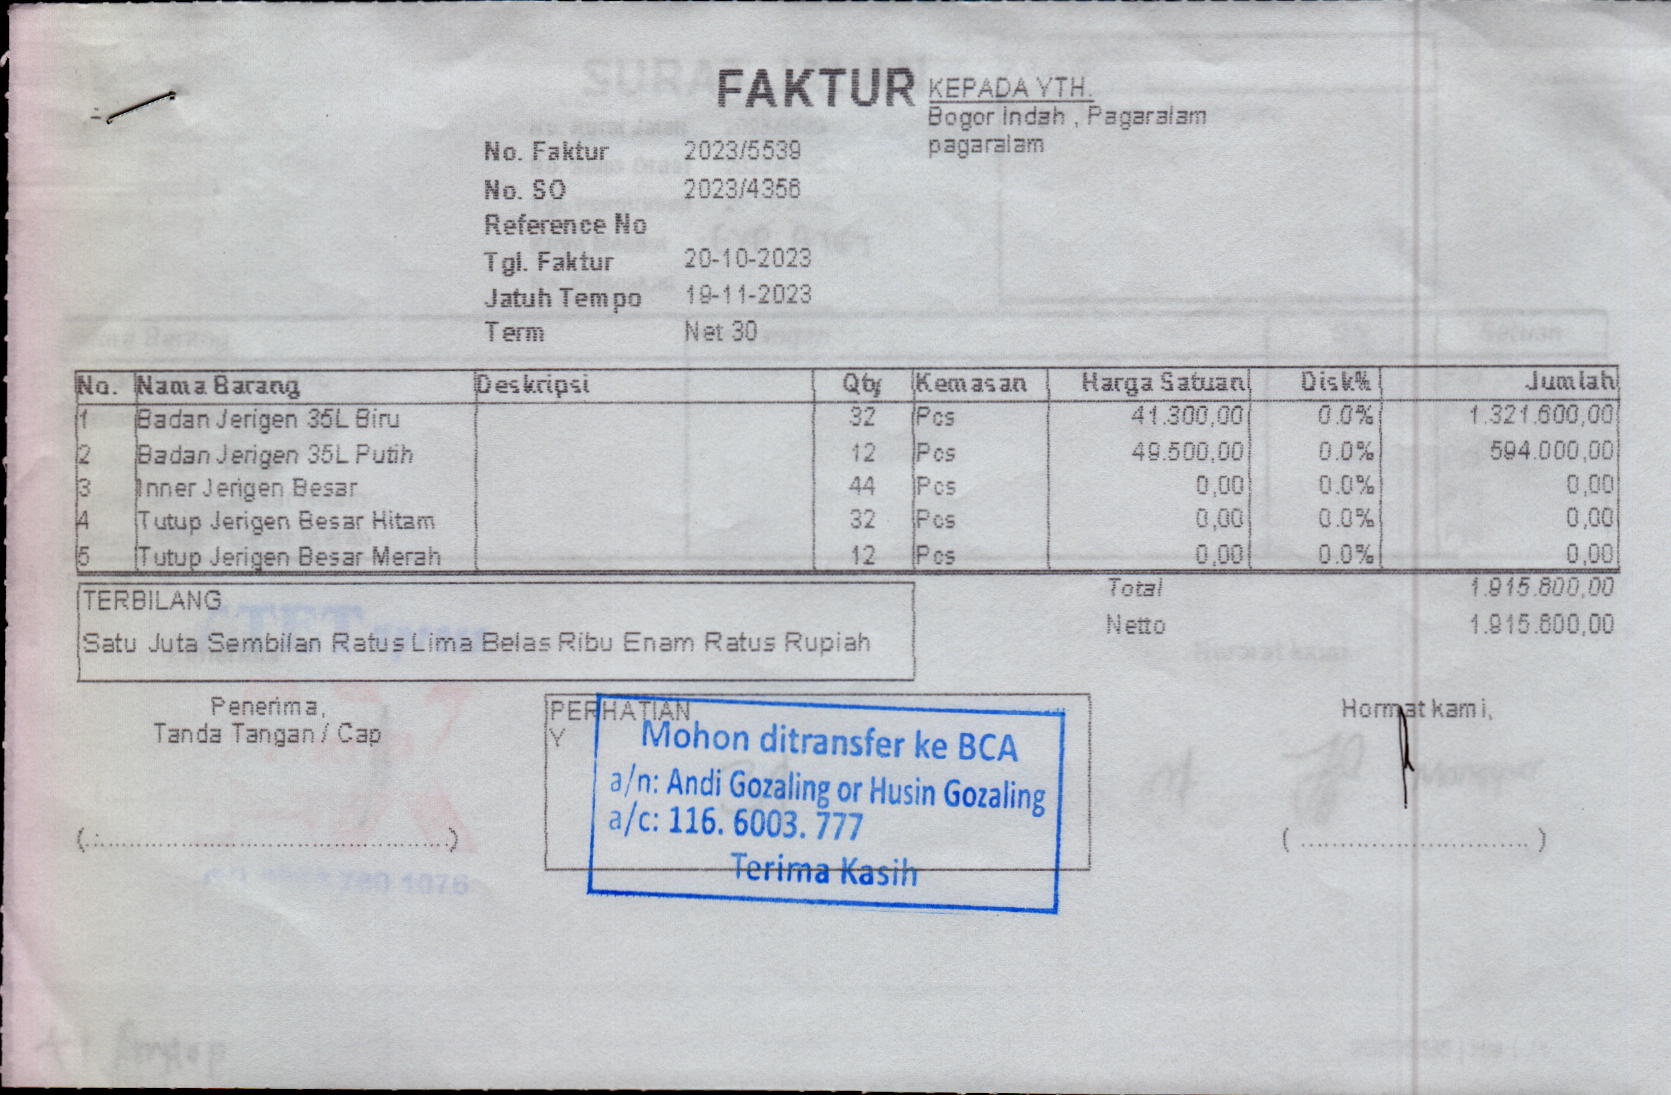 FAKTUR
KEPADA YTH.
Bogor Indah , Pagaralam
pagaralam
No. Faktur 2023/5539
No. SO 2023/4356
Reference No
Tgl. Faktur 20-10-2023
Jatuh Tempo 19-11-2023
Term Net 30
No. Nama Barang Deskripsi Qty Kemasan Harga Satuan Disk% Jumlah
1 Badan Jerigen 35L Biru 32 Pcs 41.300,00 0.0% 1.321.600,00
2 Badan Jerigen 35L Putih 12 Pcs 49.500,00 0.0% 594.000,00
3 Inner Jerigen Besar 44 Pcs 0,00 0.0% 0,00
4 Tutup Jerigen Besar Hitam 32 Pcs 0,00 0.0% 0,00
5 Tutup Jerigen Besar Merah 12 Pcs 0,00 0.0% 0,00
Total 1.915.600,00
Netto 1.915.600,00
TERBILANG
Satu Juta Sembilan Ratus Lima Belas Ribu Enam Ratus Rupiah
Penerima,
Tanda Tangan / Cap
PERHATIAN
Y
Mohon ditransfer ke BCA
a/n: Andi Gozaling or Husin Gozaling
a/c: 116. 6003. 777
Terima Kasih
Hormat kami,